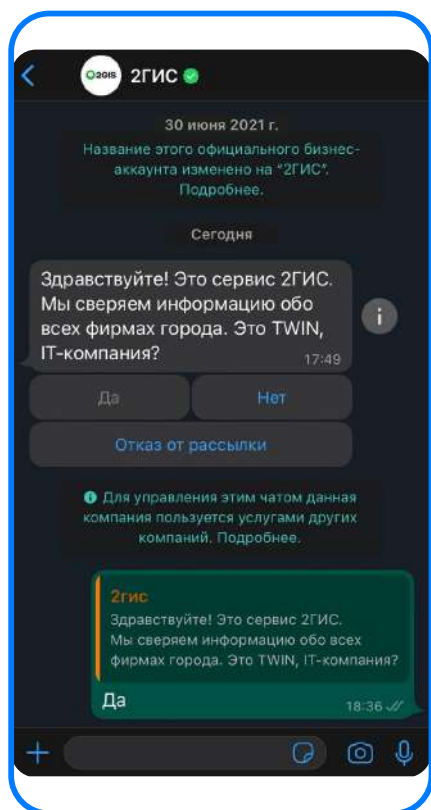 2GIS
2ГИС
30 июня 2021 г.
Название этого официального бизнес-
аккаунта изменено на "2ГИС".
Подробнее.
Сегодня
Здравствуйте! Это сервис 2ГИС.
Мы сверяем информацию обо
всех фирмах города. Это TWIN,
IT-компания?
17:49
Да
Нет
Отказ от рассылки
Для управления этим чатом данная
компания пользуется услугами других
компаний. Подробнее.
2гис
Здравствуйте! Это сервис 2ГИС.
Мы сверяем информацию обо всех
фирмах города. Это TWIN, IT-компания?
Да
18:36